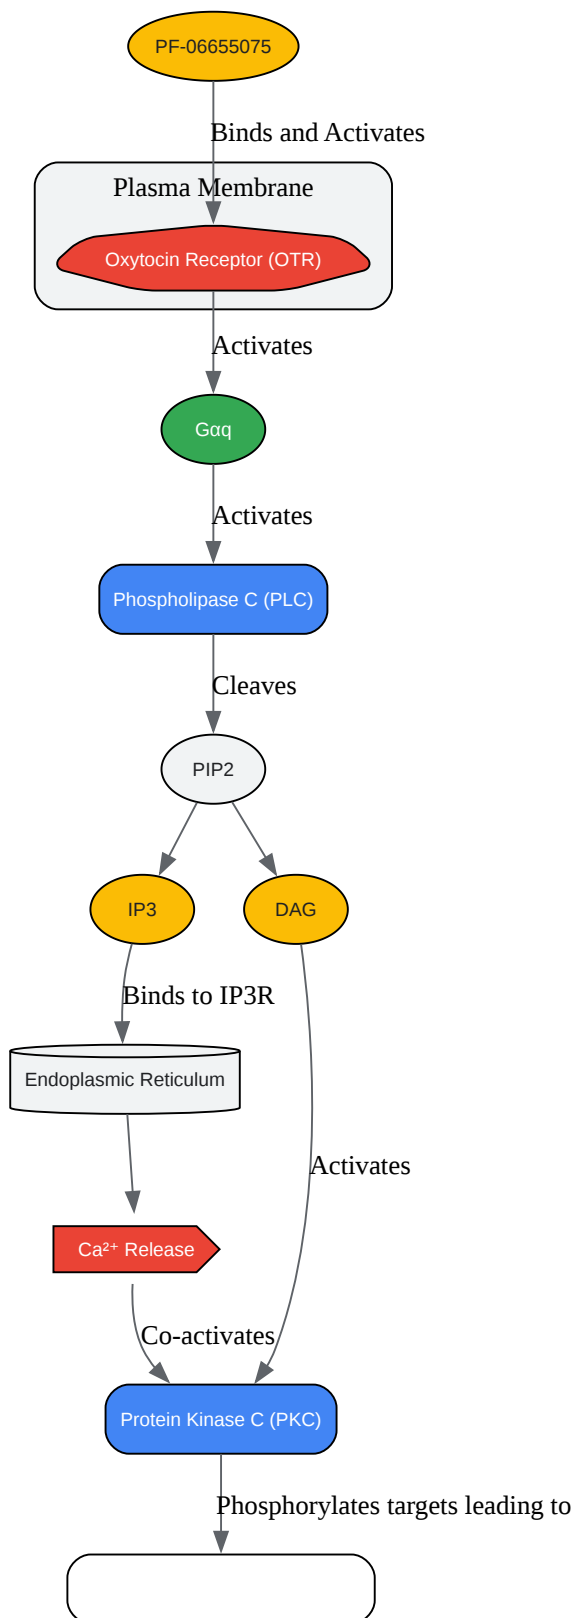 PF-06655075
Binds and Activates
Plasma Membrane
Oxytocin Receptor (OTR)
Activates
Gαq
Activates
Phospholipase C (PLC)
Cleaves
PIP2
IP3
DAG
Binds to IP3R
Endoplasmic Reticulum
Activates
Ca²⁺ Release
Co-activates
Protein Kinase C (PKC)
Phosphorylates targets leading to